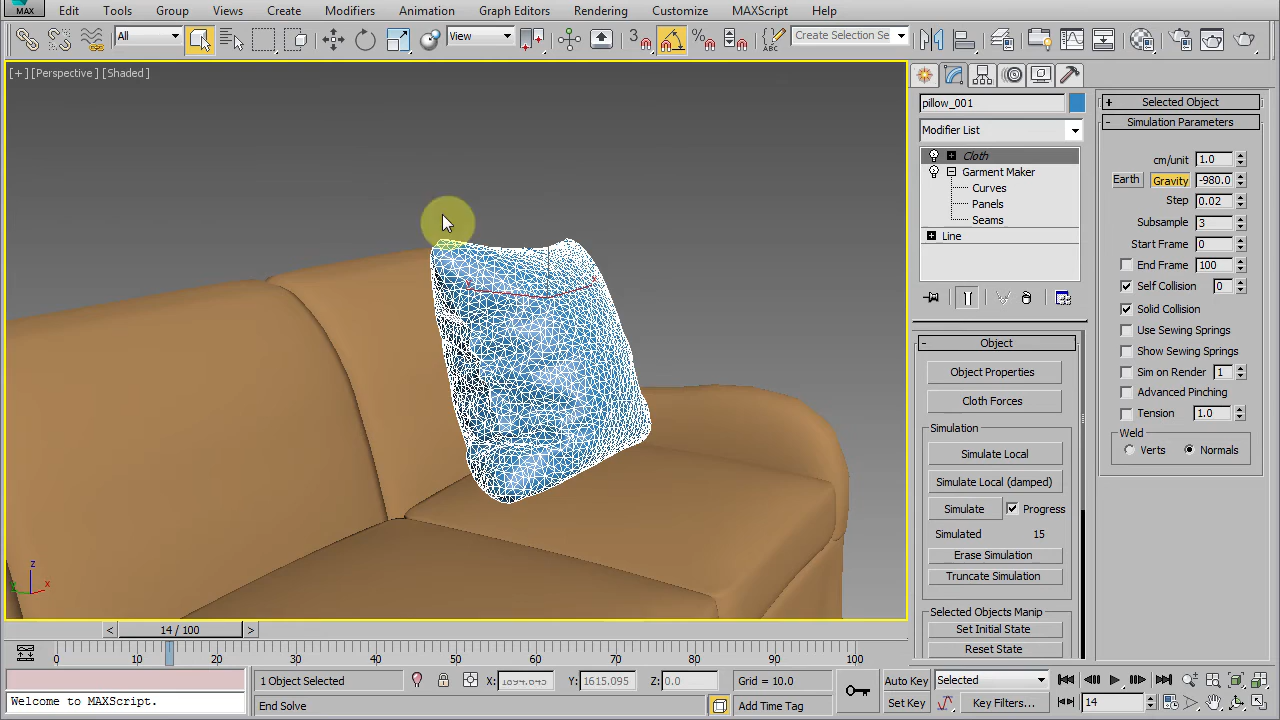 MAX Edit Tools Group Views Create Modifiers Animation Graph Editors Rendering Customize MAXScript Help
All View 3 Create Selection Se
[+][Perspective][Shaded]
pillow_001
Modifier List
Cloth
Garment Maker
Curves
Panels
Seams
Line
Object
Object Properties
Cloth Forces
Simulation
Simulate Local
Simulate Local (damped)
Simulate Progress
Simulated 15
Erase Simulation
Truncate Simulation
Selected Objects Manip
Set Initial State
Reset State
+ Selected Object
- Simulation Parameters
cm/unit 1.0
Earth Gravity -980.0
Step 0.02
Subsample 3
Start Frame 0
End Frame 100
Self Collision 0
Solid Collision
Use Sewing Springs
Show Sewing Springs
Sim on Render 1
Advanced Pinching
Tension 1.0
Weld
Verts Normals
z
x
< 14 / 100 >
0 10 20 30 40 50 60 70 80 90 100
1 Object Selected X: Y: 1615.095 Z: 0.0 Grid = 10.0 Auto Key Selected
Welcome to MAXScript. End Solve Add Time Tag Set Key Key Filters... 14